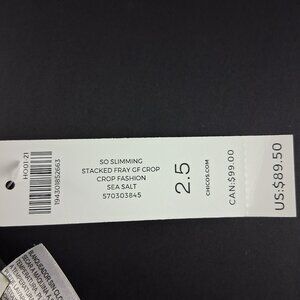 HO01-21
194309852663
SO SLIMMING
STACKED FRAY GF CROP
CROP FASHION
SEA SALT
570303845
2.5
CHICOS.COM
CAN:$99.00
US:$89.50